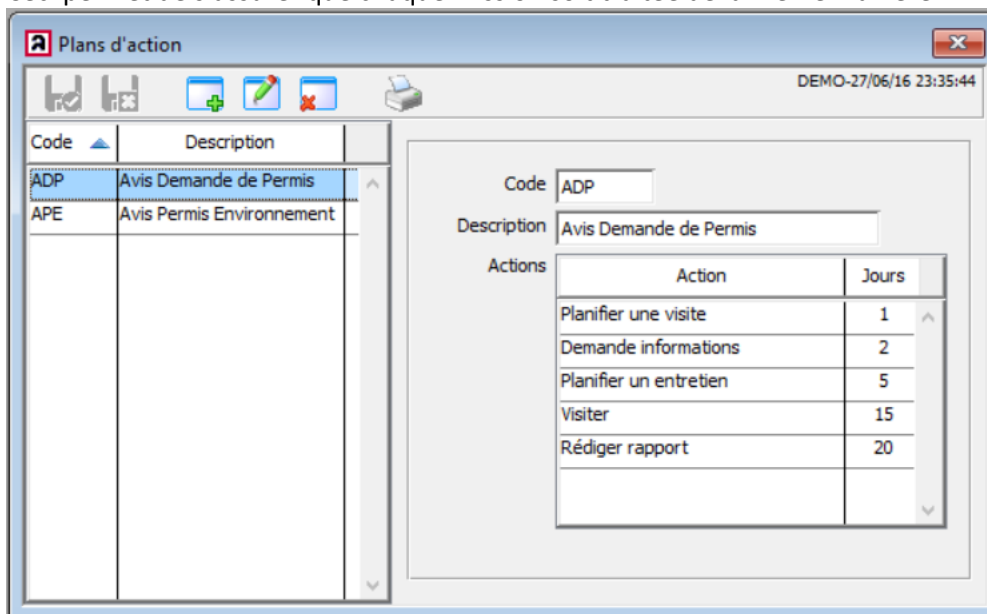 Plans d'action
DEMO-27/06/16 23:35:44
Code Description
ADP Avis Demande de Permis
APE Avis Permis Environnement
Code ADP
Description Avis Demande de Permis
Actions
Action Jours
Planifier une visite 1
Demande informations 2
Planifier un entretien 5
Visiter 15
Rédiger rapport 20